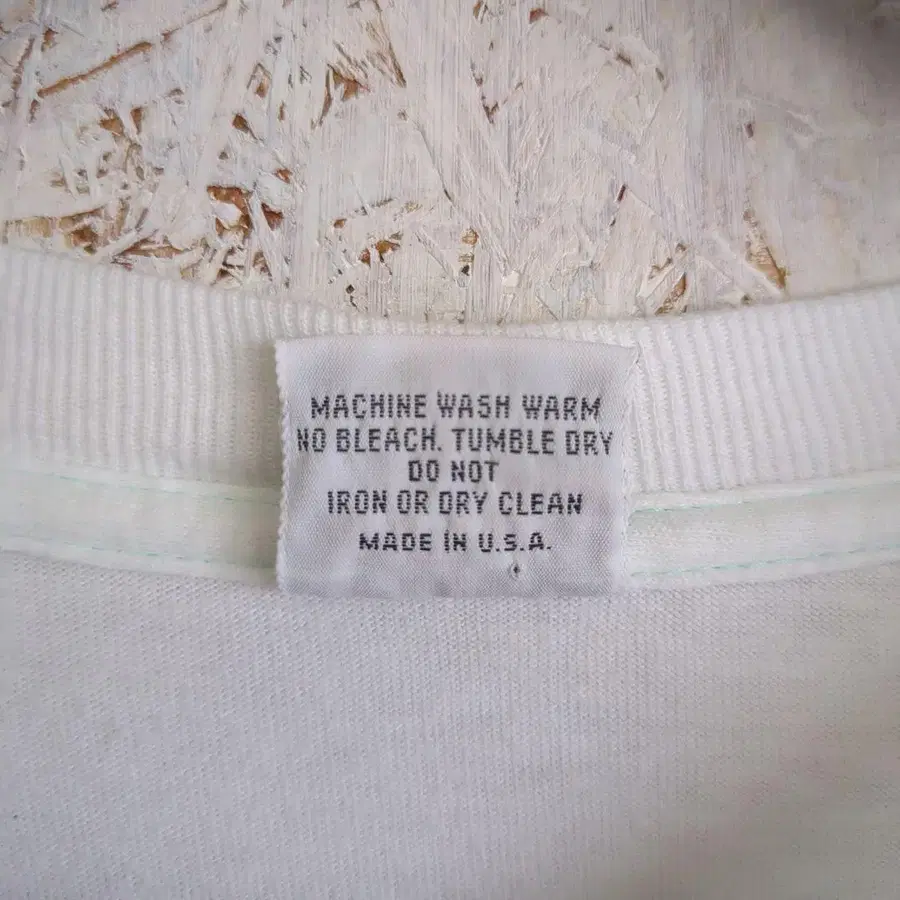 MACHINE WASH WARM
NO BLEACH. TUMBLE DRY
DO NOT
IRON OR DRY CLEAN
MADE IN U.S.A.